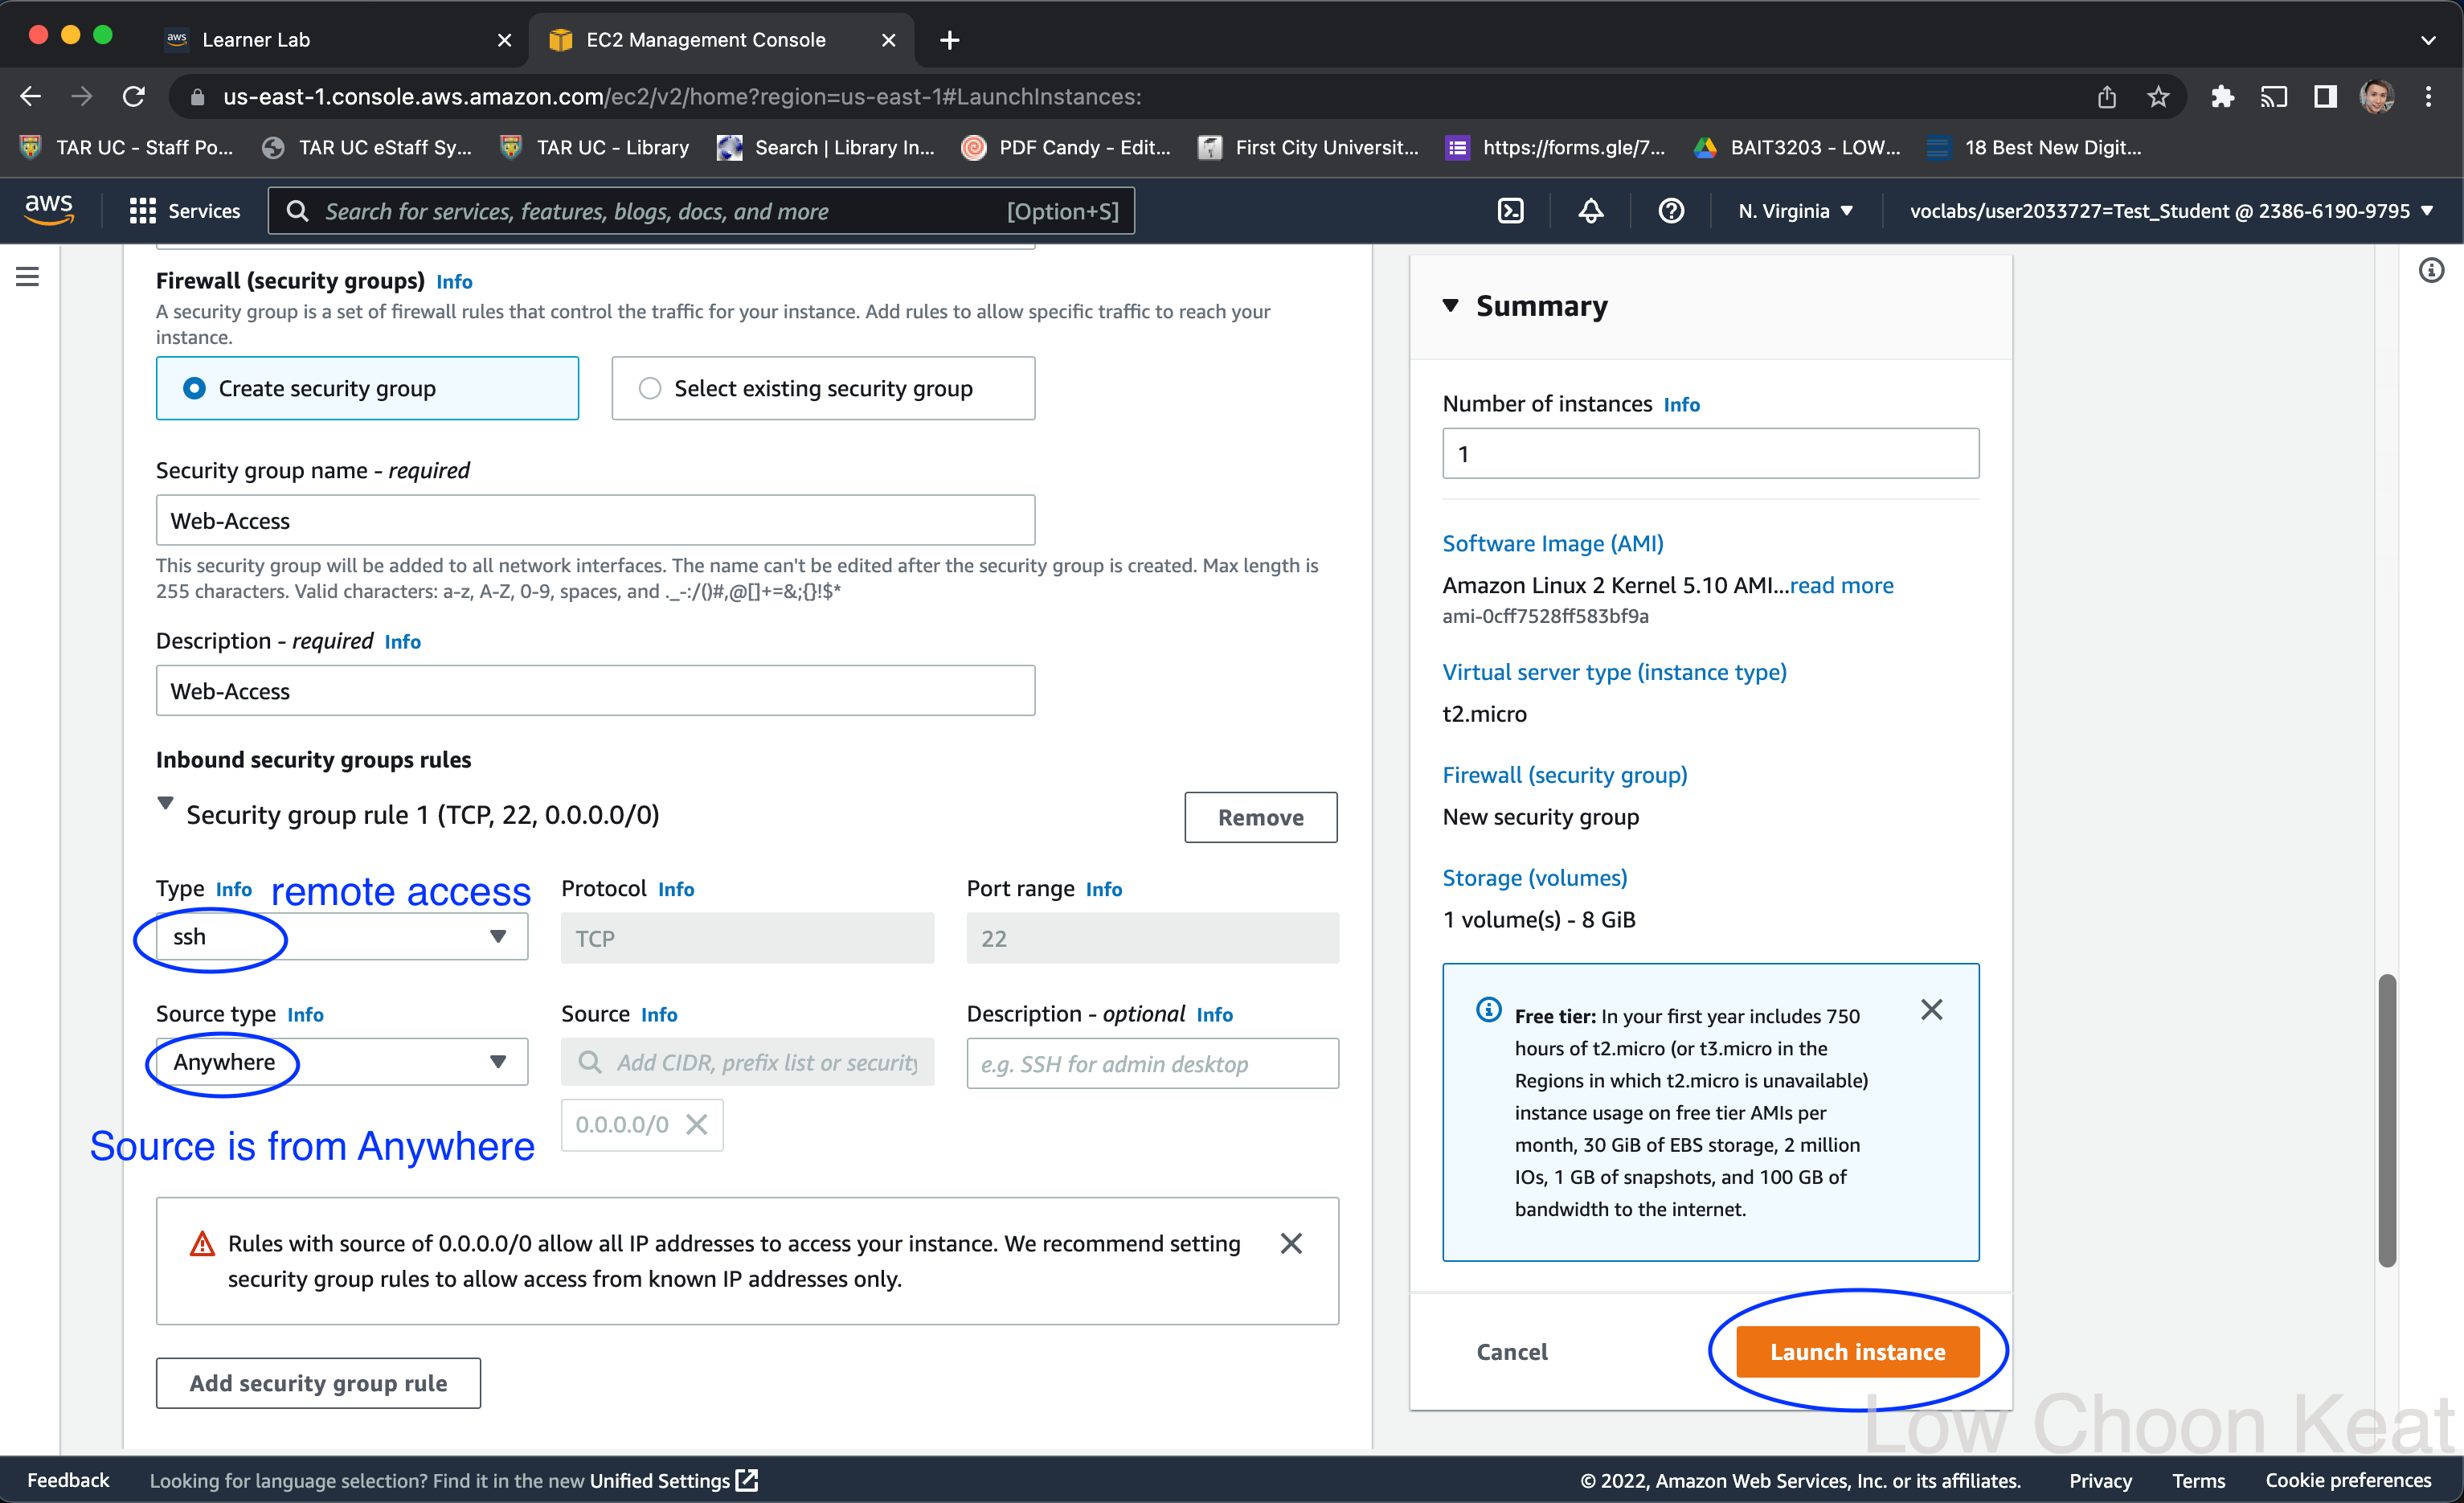 aws
Learner Lab
EC2 Management Console
us-east-1.console.aws.amazon.com/ec2/v2/home?region=us-east-1#LaunchInstances:
TAR UC - Staff Po...
TAR UC eStaff Sy...
TAR UC - Library
Search | Library In...
PDF Candy - Edit...
First City Universit...
https://forms.gle/7...
BAIT3203 - LOW...
18 Best New Digit...
aws
Services
Search for services, features, blogs, docs, and more
[Option+S]
N. Virginia
voclabs/user2033727=Test_Student @ 2386-6190-9795
Firewall (security groups) Info
A security group is a set of firewall rules that control the traffic for your instance. Add rules to allow specific traffic to reach your
instance.
Create security group
Select existing security group
Security group name - required
Web-Access
This security group will be added to all network interfaces. The name can't be edited after the security group is created. Max length is
255 characters. Valid characters: a-z, A-Z, 0-9, spaces, and ._-:/()#,@[]+=&;{}!$*
Description - required Info
Web-Access
Inbound security groups rules
Security group rule 1 (TCP, 22, 0.0.0.0/0)
Remove
Type Info
remote access
Protocol Info
Port range Info
ssh
TCP
22
Source type Info
Source Info
Description - optional Info
Anywhere
Add CIDR, prefix list or security
e.g. SSH for admin desktop
0.0.0.0/0
Source is from Anywhere
Rules with source of 0.0.0.0/0 allow all IP addresses to access your instance. We recommend setting
security group rules to allow access from known IP addresses only.
Add security group rule
Summary
Number of instances Info
1
Software Image (AMI)
Amazon Linux 2 Kernel 5.10 AMI...read more
ami-0cff7528ff583bf9a
Virtual server type (instance type)
t2.micro
Firewall (security group)
New security group
Storage (volumes)
1 volume(s) - 8 GiB
Free tier: In your first year includes 750
hours of t2.micro (or t3.micro in the
Regions in which t2.micro is unavailable)
instance usage on free tier AMIs per
month, 30 GiB of EBS storage, 2 million
IOs, 1 GB of snapshots, and 100 GB of
bandwidth to the internet.
Cancel
Launch instance
Low Choon Keat
Feedback
Looking for language selection? Find it in the new Unified Settings
© 2022, Amazon Web Services, Inc. or its affiliates.
Privacy
Terms
Cookie preferences